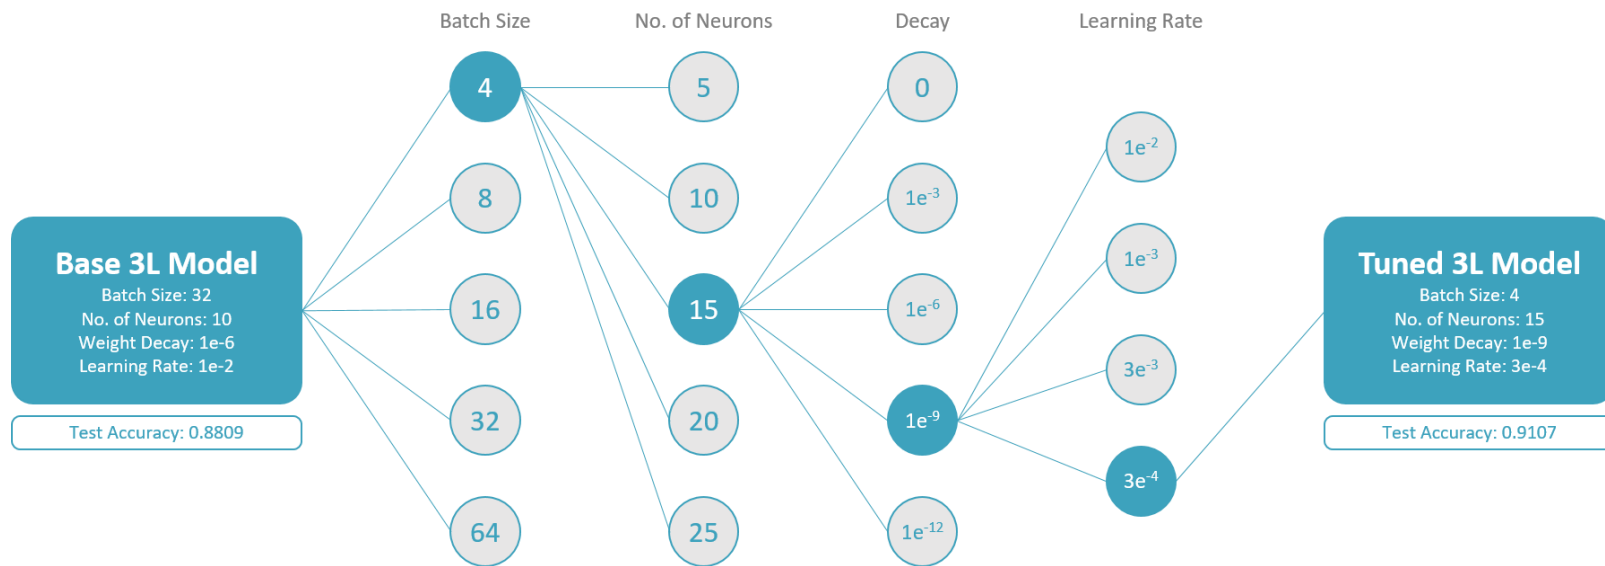 Batch Size
No. of Neurons
Decay
Learning Rate
4
8
16
32
64
5
10
15
20
25
0
1e⁻³
1e⁻⁶
1e⁻⁹
1e⁻¹²
1e⁻²
1e⁻³
3e⁻³
3e⁻⁴
Base 3L Model
Batch Size: 32
No. of Neurons: 10
Weight Decay: 1e-6
Learning Rate: 1e-2
Test Accuracy: 0.8809
Tuned 3L Model
Batch Size: 4
No. of Neurons: 15
Weight Decay: 1e-9
Learning Rate: 3e-4
Test Accuracy: 0.9107